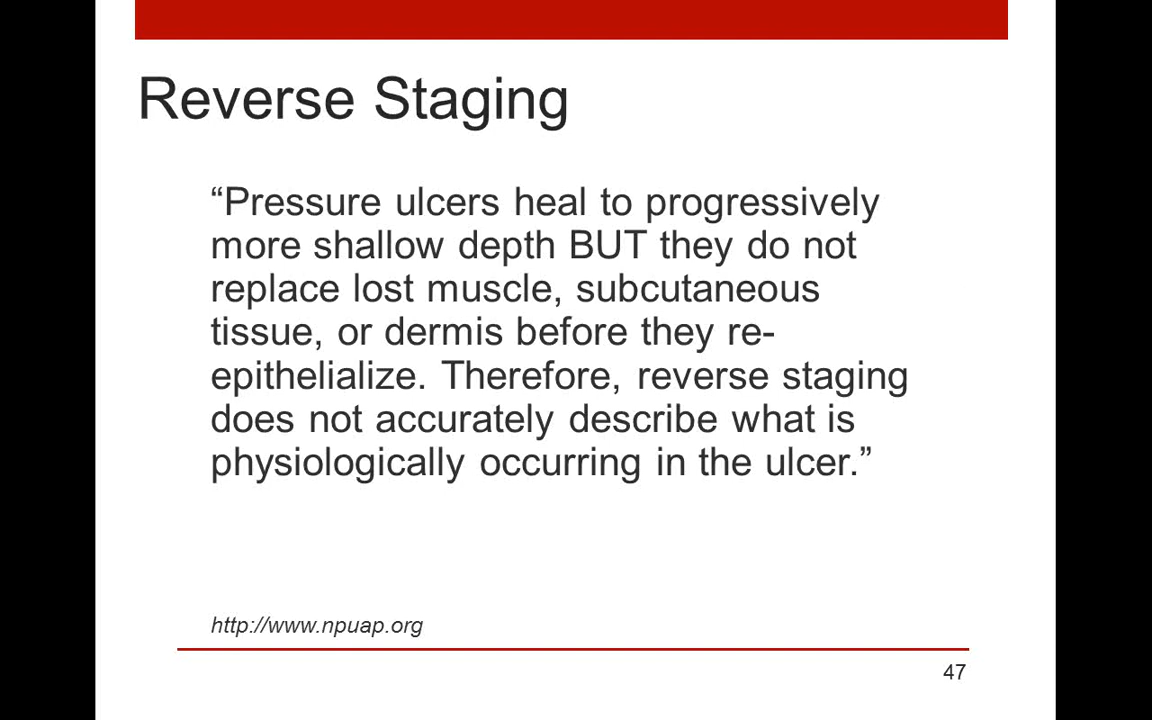 Reverse Staging
“Pressure ulcers heal to progressively
more shallow depth BUT they do not
replace lost muscle, subcutaneous
tissue, or dermis before they re-
epithelialize. Therefore, reverse staging
does not accurately describe what is
physiologically occurring in the ulcer.”
http://www.npuap.org
47